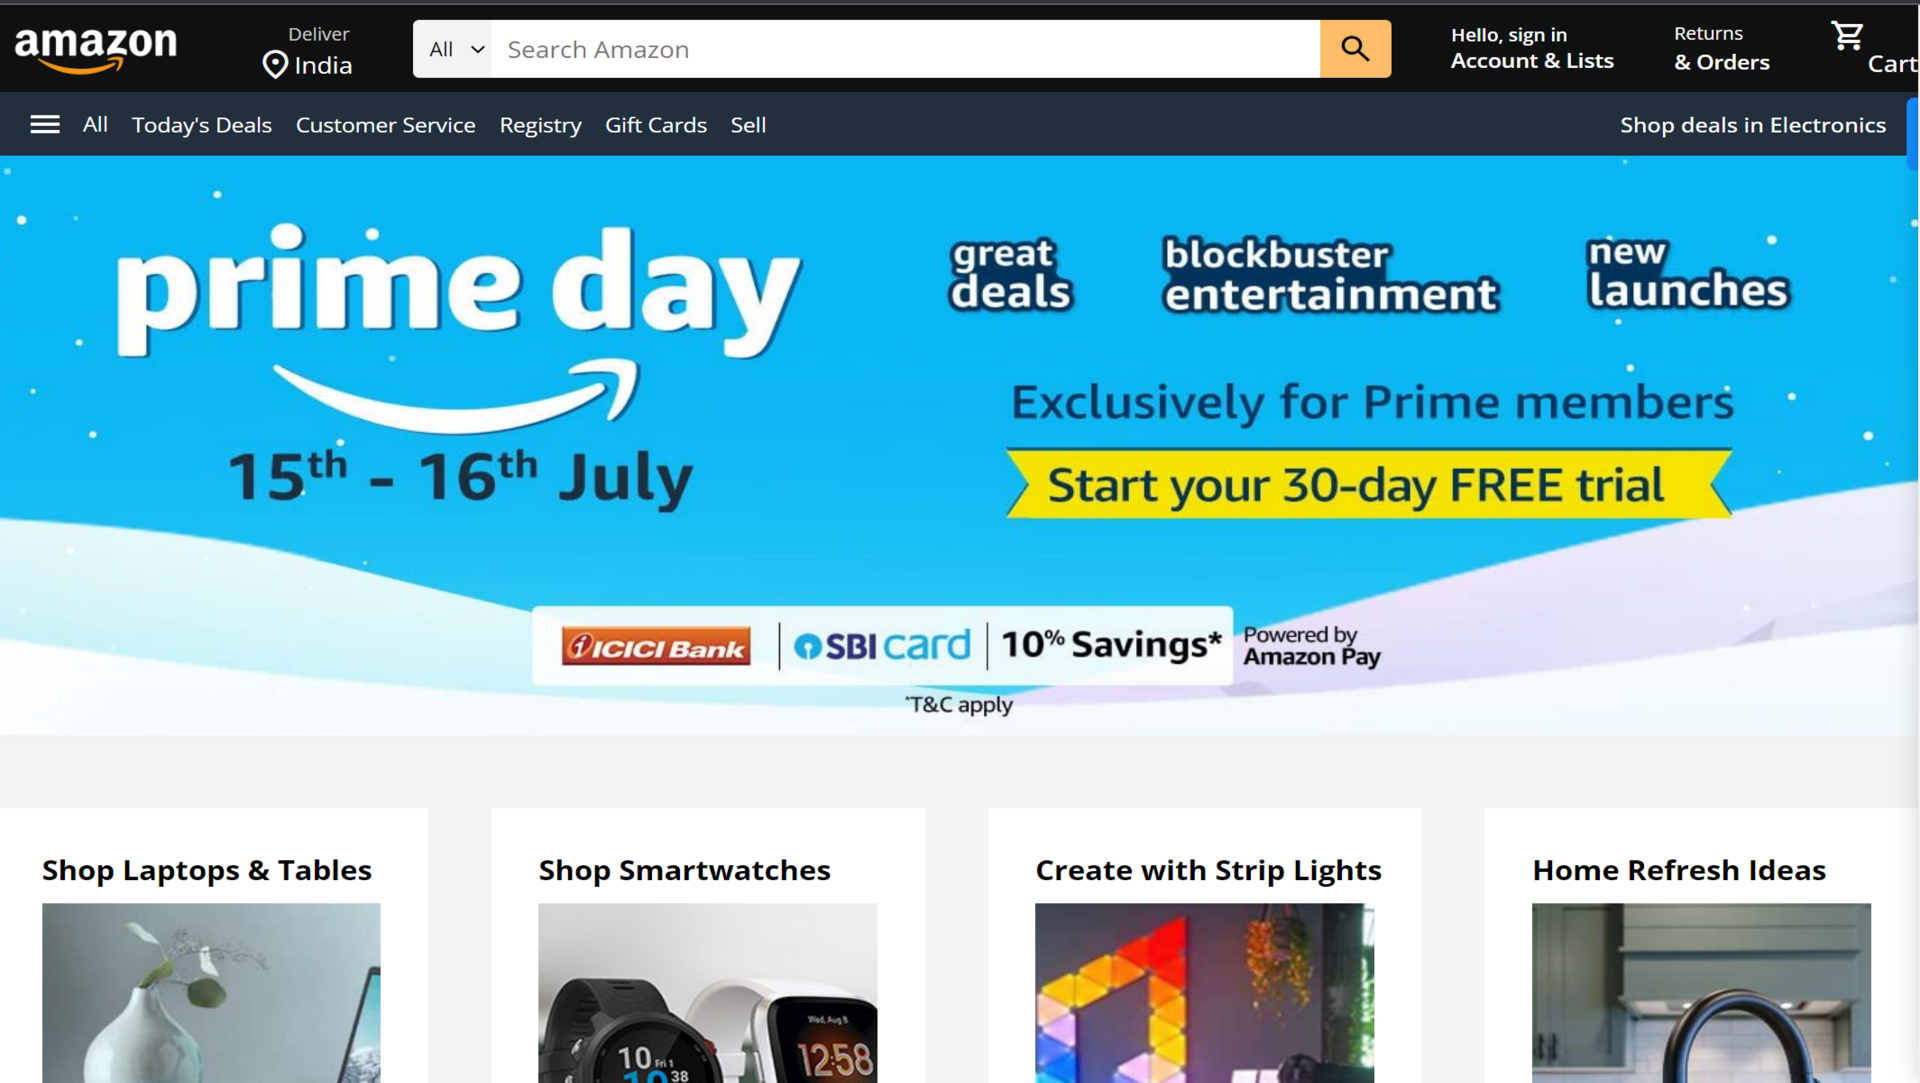 amazon
Deliver
India
All
Search Amazon
Hello, sign in
Account & Lists
Returns
& Orders
Cart
All
Today's Deals
Customer Service
Registry
Gift Cards
Sell
Shop deals in Electronics
prime day
15th - 16th July
great
deals
blockbuster
entertainment
new
launches
Exclusively for Prime members
Start your 30-day FREE trial
ICICI Bank
SBI card
10% Savings*
Powered by
Amazon Pay
*T&C apply
Shop Laptops & Tables
Shop Smartwatches
Create with Strip Lights
Home Refresh Ideas
10 Fri 1
10 38
Wed, Aug 8
12:58